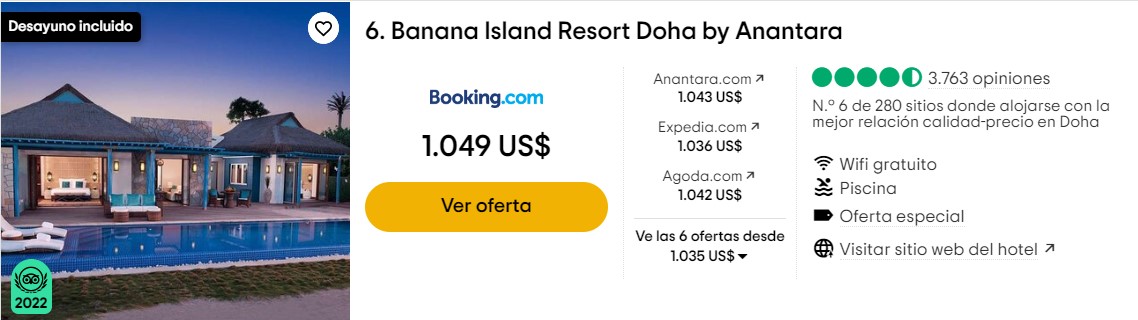 Desayuno incluido
2022
6. Banana Island Resort Doha by Anantara
Booking.com
1.049 US$
Ver oferta
Anantara.com
1.043 US$
Expedia.com
1.036 US$
Agoda.com
1.042 US$
Ve las 6 ofertas desde
1.035 US$
3.763 opiniones
N.º 6 de 280 sitios donde alojarse con la
mejor relación calidad-precio en Doha
Wifi gratuito
Piscina
Oferta especial
Visitar sitio web del hotel